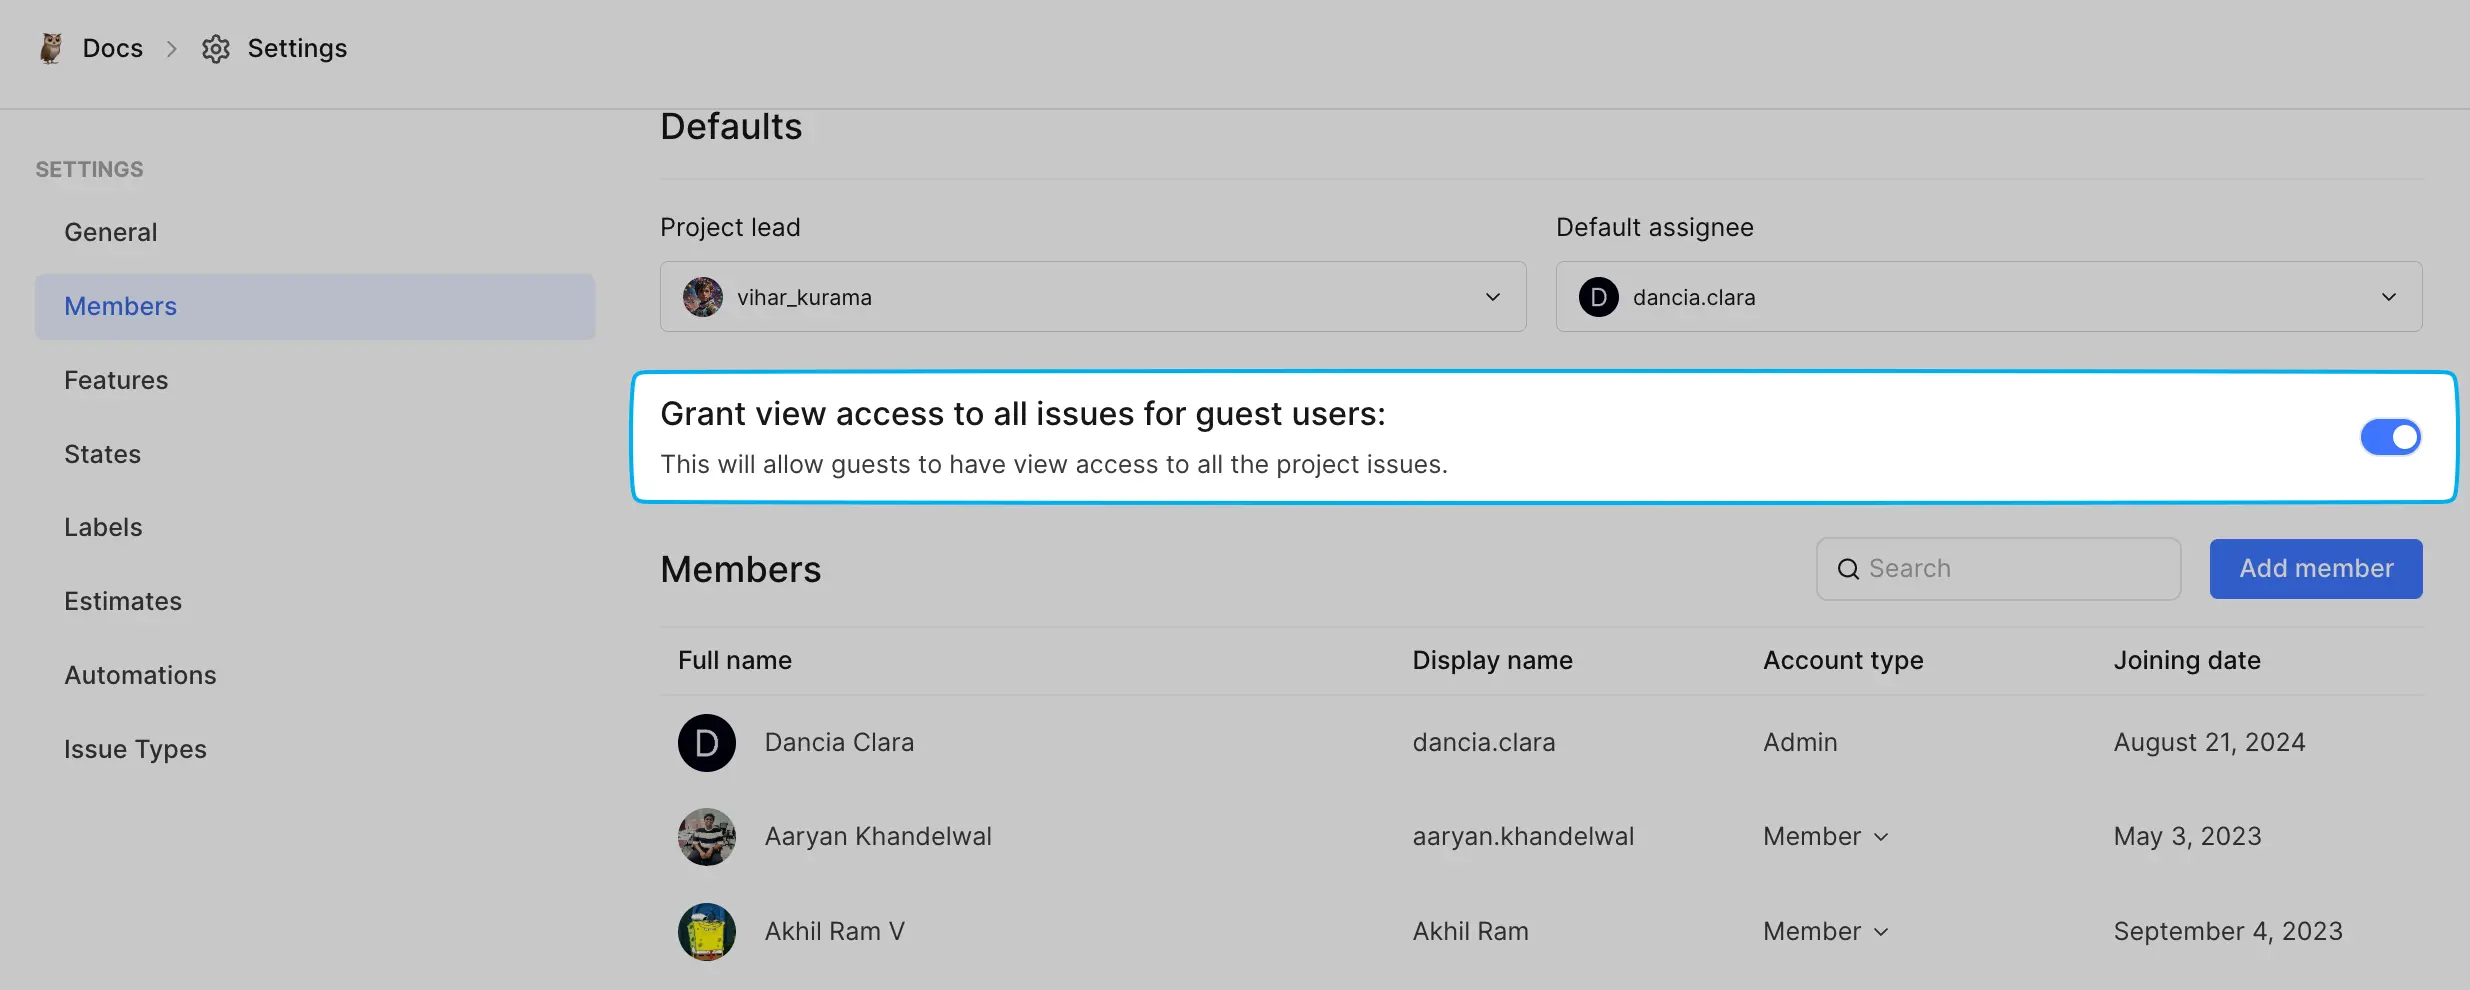 Docs > Settings
SETTINGS
General
Members
Features
States
Labels
Estimates
Automations
Issue Types
Defaults
Project lead
vihar_kurama
Default assignee
D dancia.clara
Grant view access to all issues for guest users:
This will allow guests to have view access to all the project issues.
Members
Search
Add member
Full name Display name Account type Joining date
D Dancia Clara dancia.clara Admin August 21, 2024
Aaryan Khandelwal aaryan.khandelwal Member May 3, 2023
Akhil Ram V Akhil Ram Member September 4, 2023